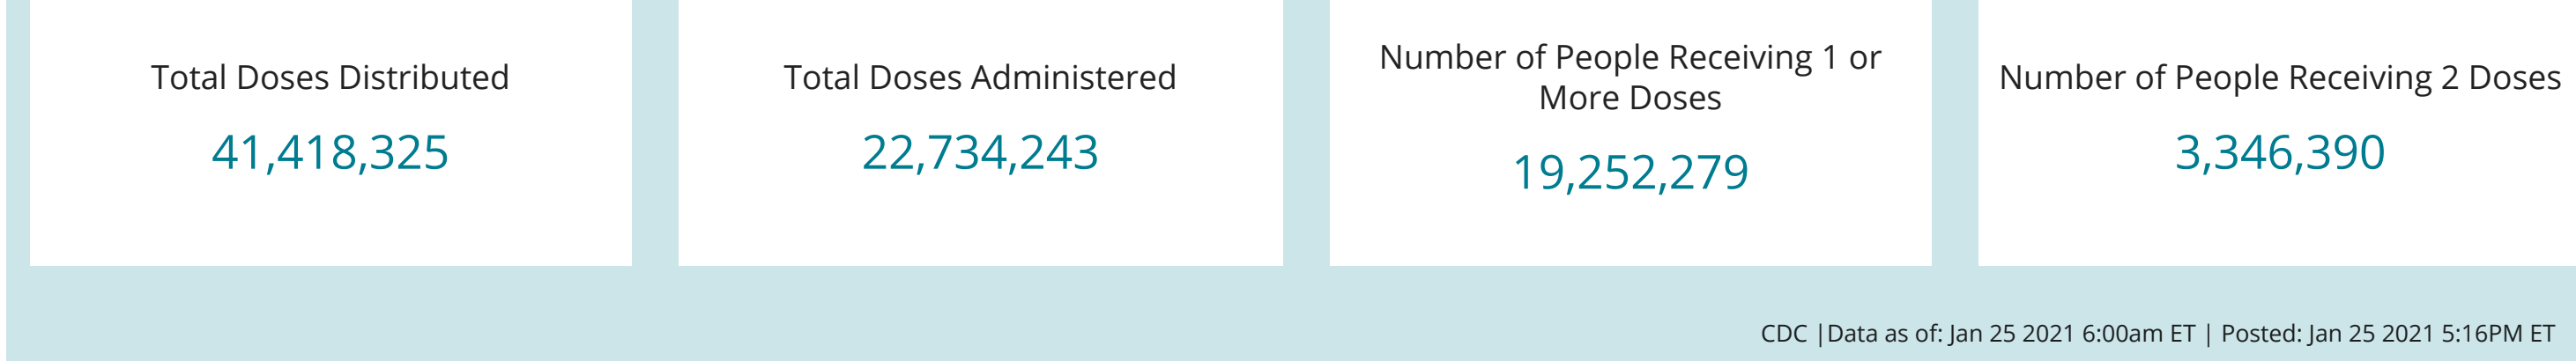 Total Doses Distributed
41,418,325
Total Doses Administered
22,734,243
Number of People Receiving 1 or
More Doses
19,252,279
Number of People Receiving 2 Doses
3,346,390
CDC |Data as of: Jan 25 2021 6:00am ET | Posted: Jan 25 2021 5:16PM ET